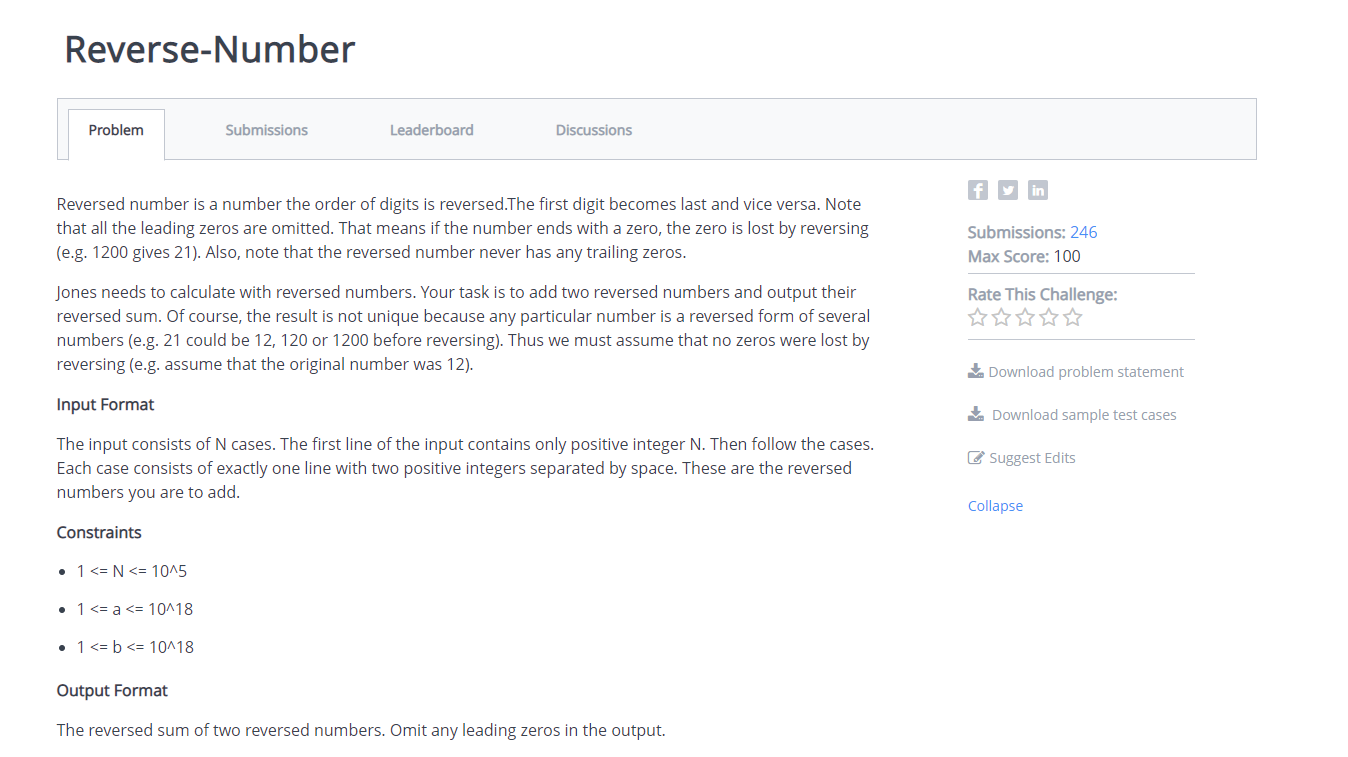 Reverse-Number
Problem
Submissions
Leaderboard
Discussions
Reversed number is a number the order of digits is reversed.The first digit becomes last and vice versa. Note
that all the leading zeros are omitted. That means if the number ends with a zero, the zero is lost by reversing
(e.g. 1200 gives 21). Also, note that the reversed number never has any trailing zeros.
Jones needs to calculate with reversed numbers. Your task is to add two reversed numbers and output their
reversed sum. Of course, the result is not unique because any particular number is a reversed form of several
numbers (e.g. 21 could be 12, 120 or 1200 before reversing). Thus we must assume that no zeros were lost by
reversing (e.g. assume that the original number was 12).
Input Format
The input consists of N cases. The first line of the input contains only positive integer N. Then follow the cases.
Each case consists of exactly one line with two positive integers separated by space. These are the reversed
numbers you are to add.
Constraints
• 1 <= N <= 10^5
• 1 <= a <= 10^18
• 1 <= b <= 10^18
Output Format
The reversed sum of two reversed numbers. Omit any leading zeros in the output.
f
in
Submissions: 246
Max Score: 100
Rate This Challenge:
Download problem statement
Download sample test cases
Suggest Edits
Collapse